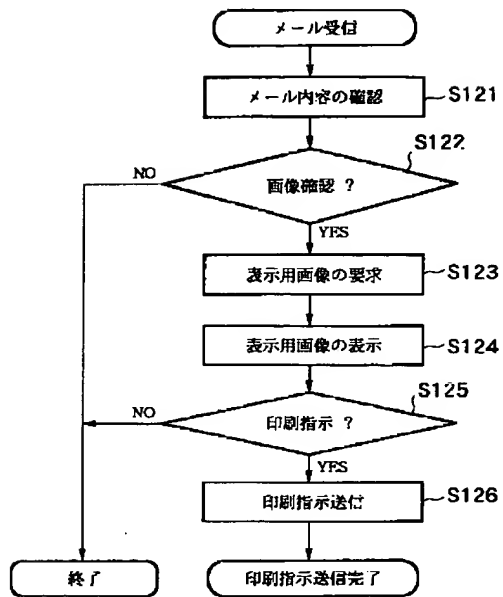 メール受信
メール内容の確認
S121
S122
画像確認 ?
NO
YES
表示用画像の要求
S123
表示用画像の表示
S124
S125
印刷指示 ?
NO
YES
印刷指示送信
S126
終了
印刷指示送信完了